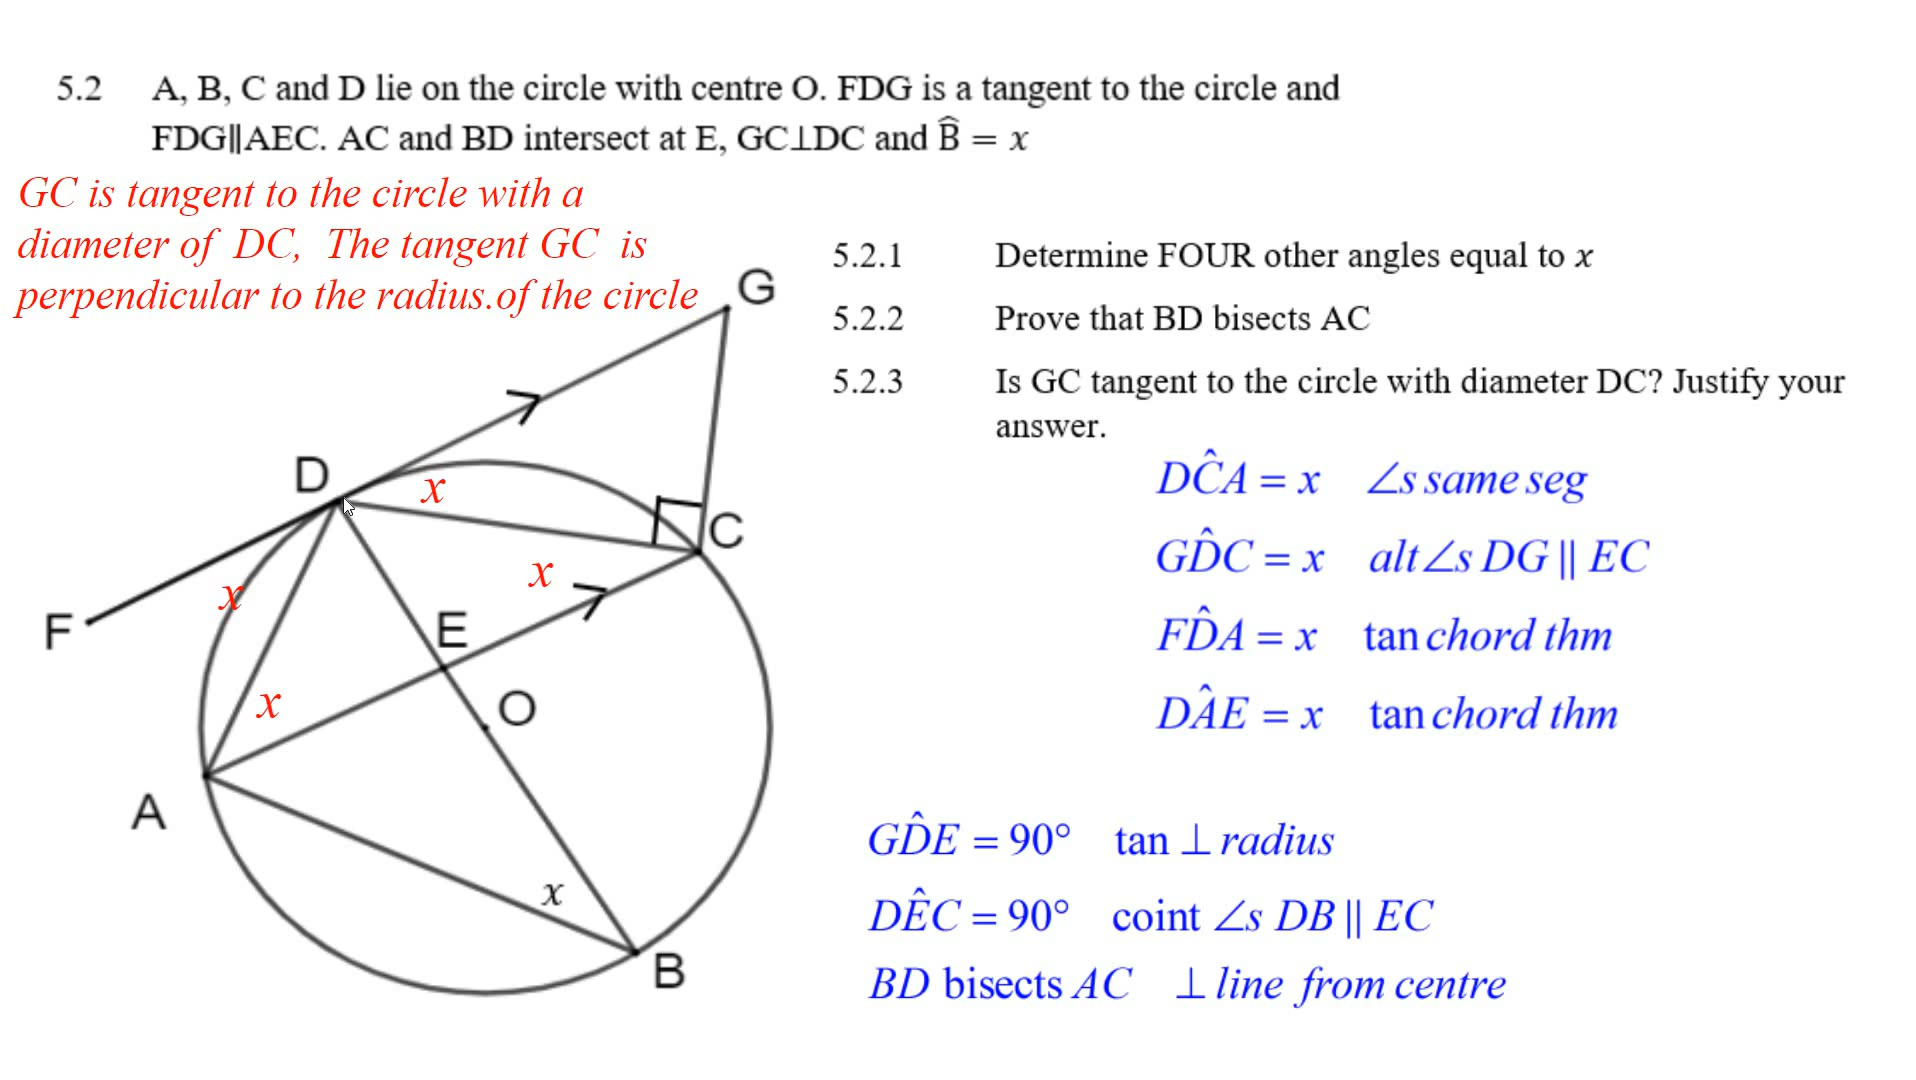 5.2 A, B, C and D lie on the circle with centre O. FDG is a tangent to the circle and
FDG∥AEC. AC and BD intersect at E, GC⊥DC and B̂ = x
GC is tangent to the circle with a
diameter of DC, The tangent GC is
perpendicular to the radius.of the circle
5.2.1 Determine FOUR other angles equal to x
5.2.2 Prove that BD bisects AC
5.2.3 Is GC tangent to the circle with diameter DC? Justify your
answer.
G
D
x
C
x
F
x
E
x
O
A
x
B
DĈA = x ∠s same seg
GD̂C = x alt∠s DG ∥ EC
FD̂A = x tan chord thm
DÂE = x tan chord thm
GD̂E = 90° tan ⊥ radius
DÊC = 90° coint ∠s DB ∥ EC
BD bisects AC ⊥ line from centre